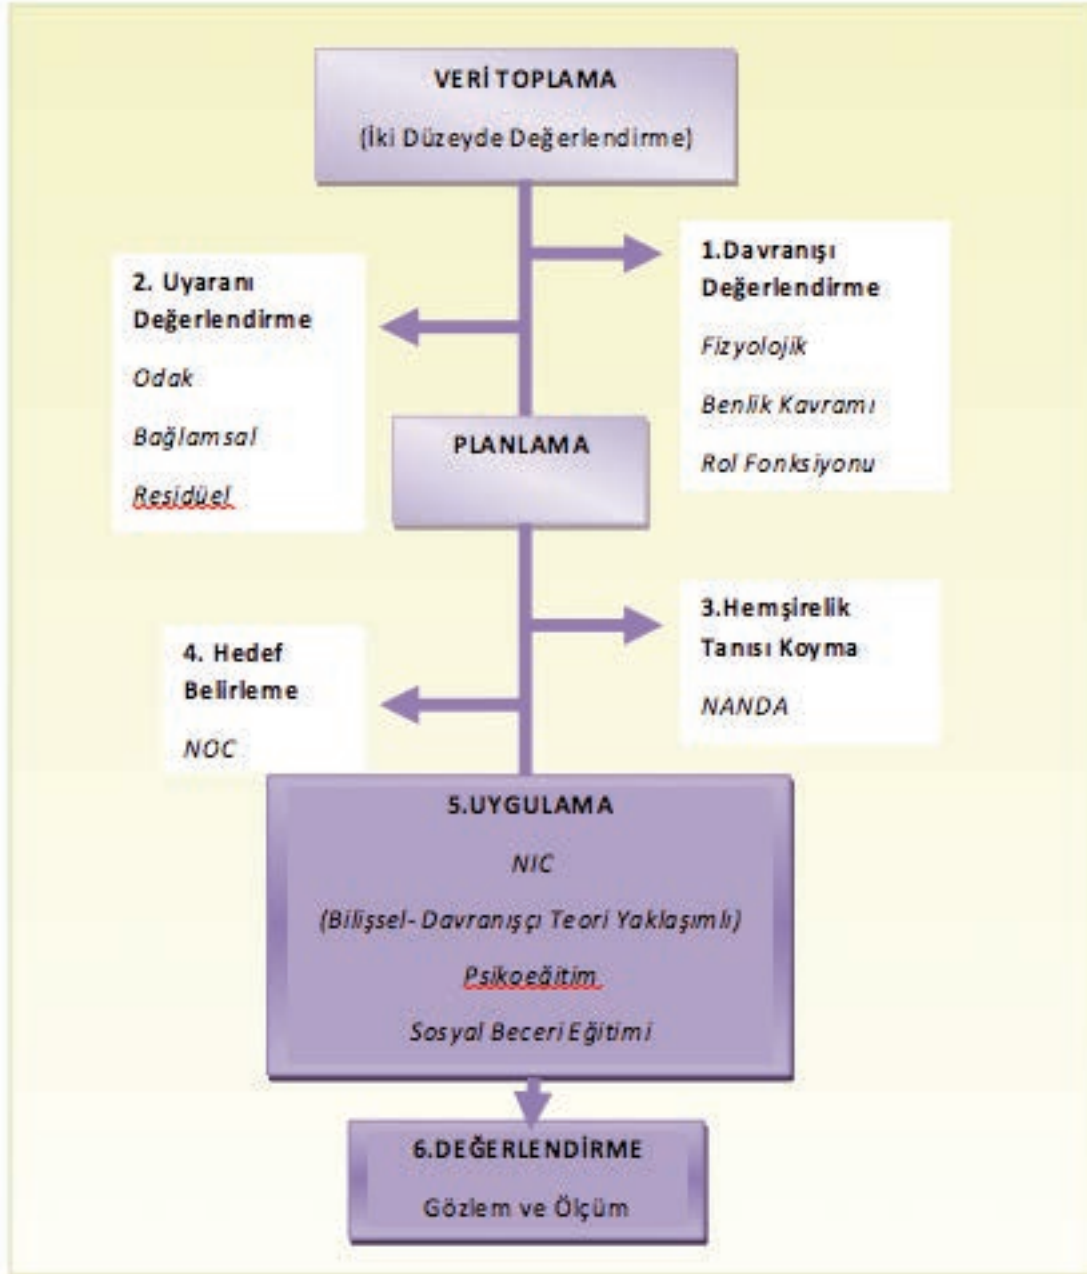 VERİ TOPLAMA
(İki Düzeyde Değerlendirme)
1.Davranışı
Değerlendirme
Fizyolojik
Benlik Kavramı
Rol Fonksiyonu
2. Uyaranı
Değerlendirme
Odak
Bağlamsal
Residüel
PLANLAMA
3.Hemşirelik
Tanısı Koyma
NANDA
4. Hedef
Belirleme
NOC
5.UYGULAMA
NIC
(Bilişsel- Davranışçı Teori Yaklaşımlı)
Psikoeğitim
Sosyal Beceri Eğitimi
6.DEĞERLENDİRME
Gözlem ve Ölçüm